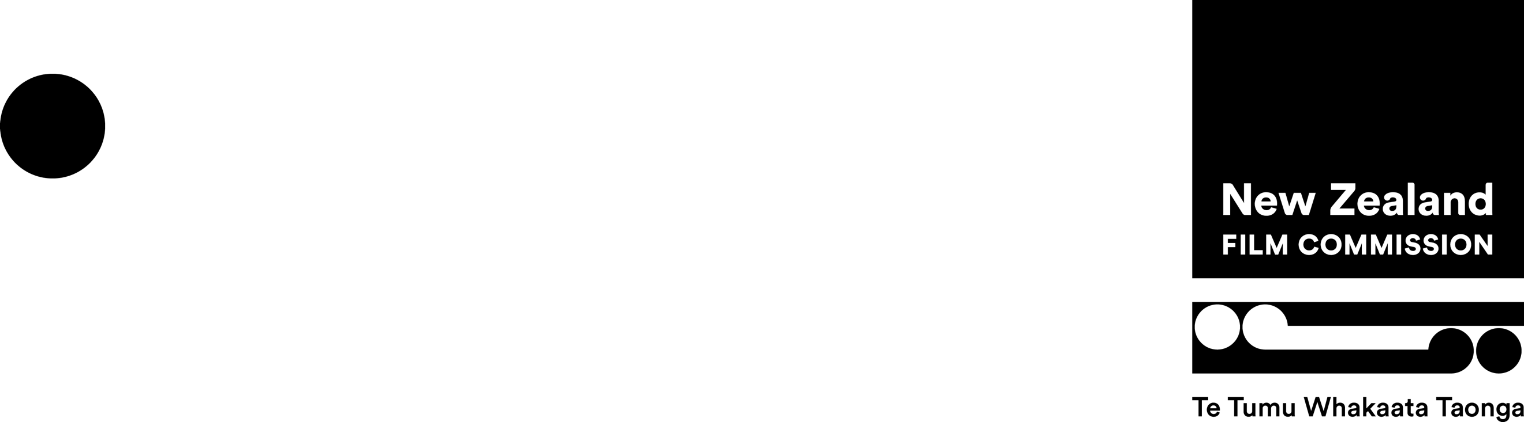 New Zealand
FILM COMMISSION
Te Tumu Whakaata Taonga